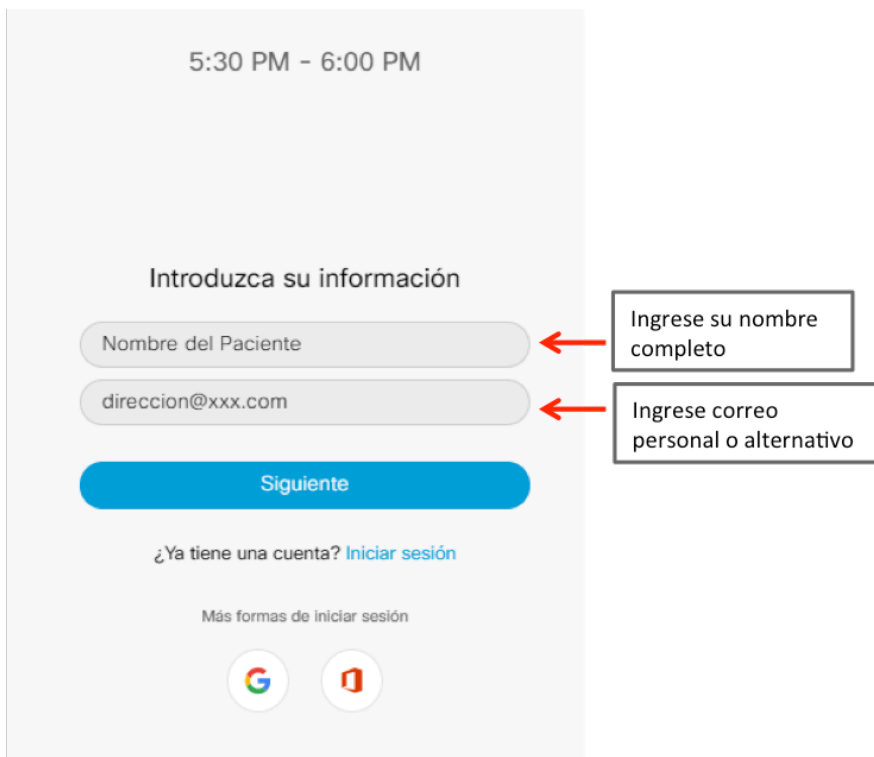 5:30 PM - 6:00 PM
Introduzca su información
Nombre del Paciente
Ingrese su nombre
completo
direccion@xxx.com
Ingrese correo
personal o alternativo
Siguiente
¿Ya tiene una cuenta? Iniciar sesión
Más formas de iniciar sesión
G